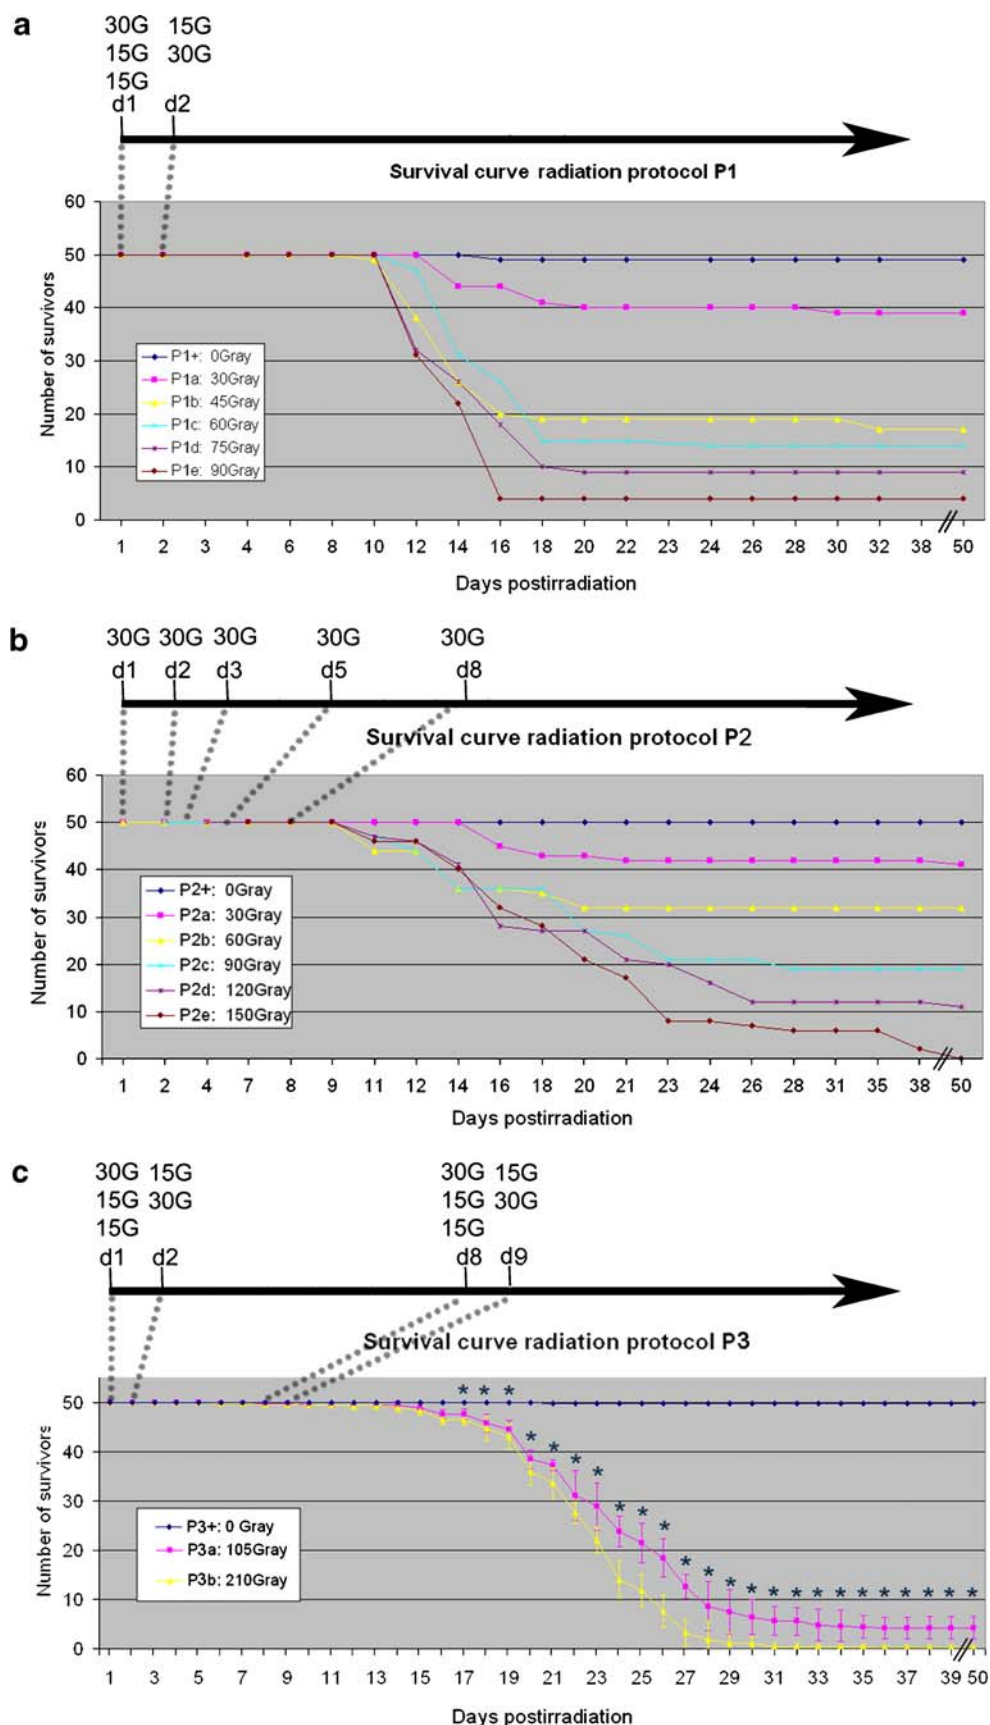 a
30G 15G
15G 30G
15G
d1 d2
Survival curve radiation protocol P1
60
50
40
30
20
10
0
Number of survivors
P1+: 0Gray
P1a: 30Gray
P1b: 45Gray
P1c: 60Gray
P1d: 75Gray
P1e: 90Gray
1 2 3 4 6 8 10 12 14 16 18 20 22 24 26 28 30 32 38 50
Days postirradiation
b
30G 30G 30G 30G 30G
d1 d2 d3 d5 d8
Survival curve radiation protocol P2
60
50
40
30
20
10
0
Number of survivors
P2+: 0Gray
P2a: 30Gray
P2b: 60Gray
P2c: 90Gray
P2d: 120Gray
P2e: 150Gray
1 2 4 7 8 9 11 12 14 16 18 20 21 23 24 26 28 31 35 38 50
Days postirradiation
c
30G 15G 30G 15G
15G 30G 15G 30G
15G 15G
d1 d2 d8 d9
Survival curve radiation protocol P3
50
40
30
20
10
0
Number of survivors
P3+: 0 Gray
P3a: 105Gray
P3b: 210Gray
* * * * * * * * * * * * * * * * * * * * * * * *
1 3 5 7 9 11 13 15 17 19 21 23 25 27 29 31 33 35 37 39 50
Days postirradiation